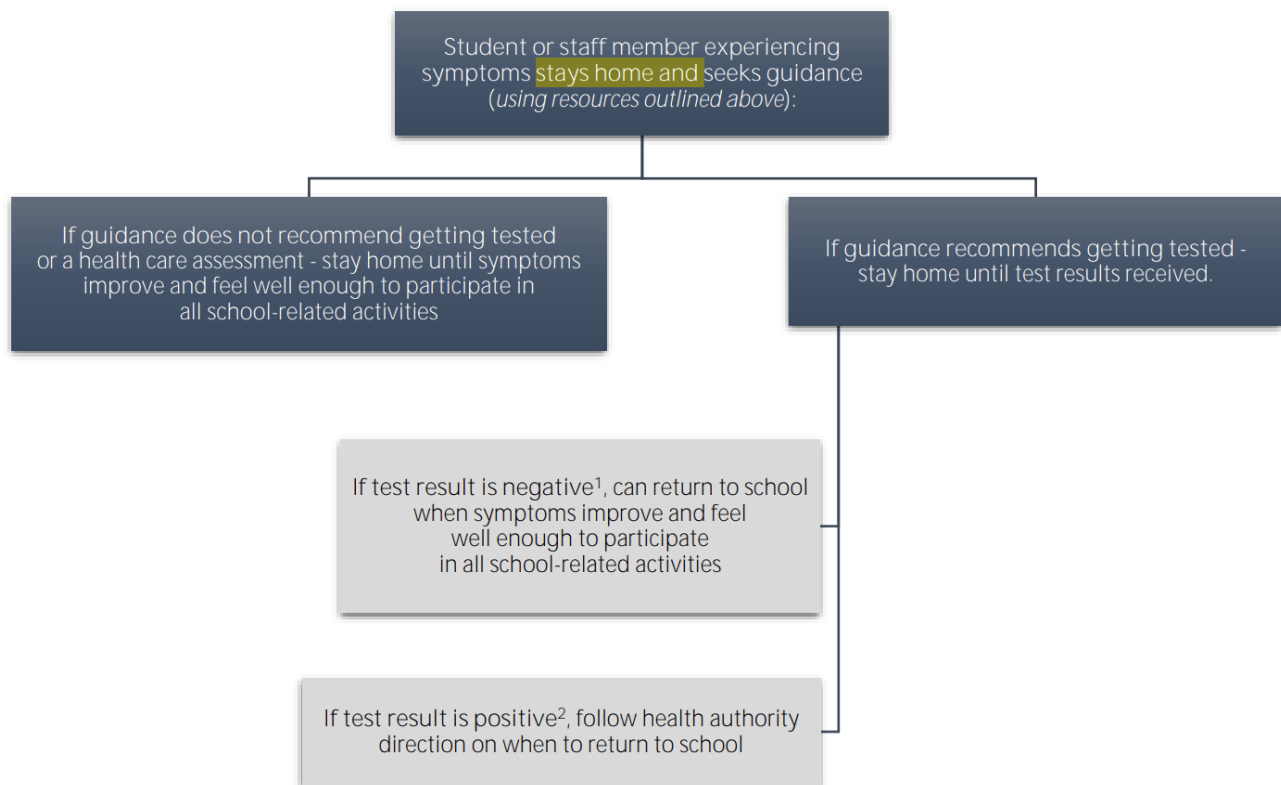 Student or staff member experiencing
symptoms stays home and seeks guidance
(using resources outlined above):
If guidance does not recommend getting tested
or a health care assessment - stay home until symptoms
improve and feel well enough to participate in
all school-related activities
If guidance recommends getting tested -
stay home until test results received.
If test result is negative¹, can return to school
when symptoms improve and feel
well enough to participate
in all school-related activities
If test result is positive², follow health authority
direction on when to return to school